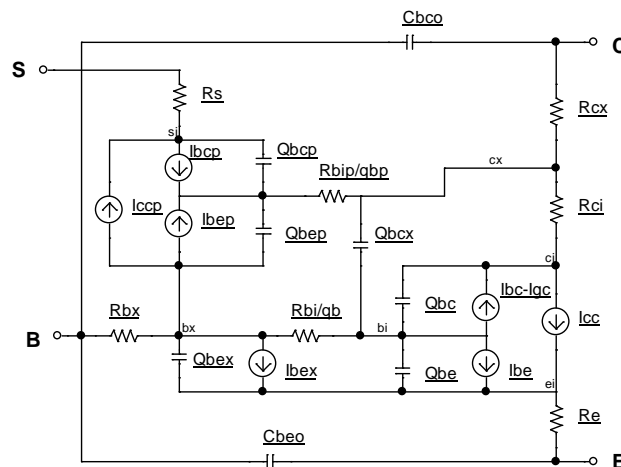 Cbco
S
C
Rs
Rcx
si
Ibcp
Qbcp
Rbip/qbp
cx
Iccp
Ibep
Rci
Qbep
Qbcx
ci
Rbx
Rbi/qb
Qbc
Ibc-Igc
Icc
B
bx
bi
Qbex
Ibex
Qbe
Ibe
ei
Re
Cbeo
E